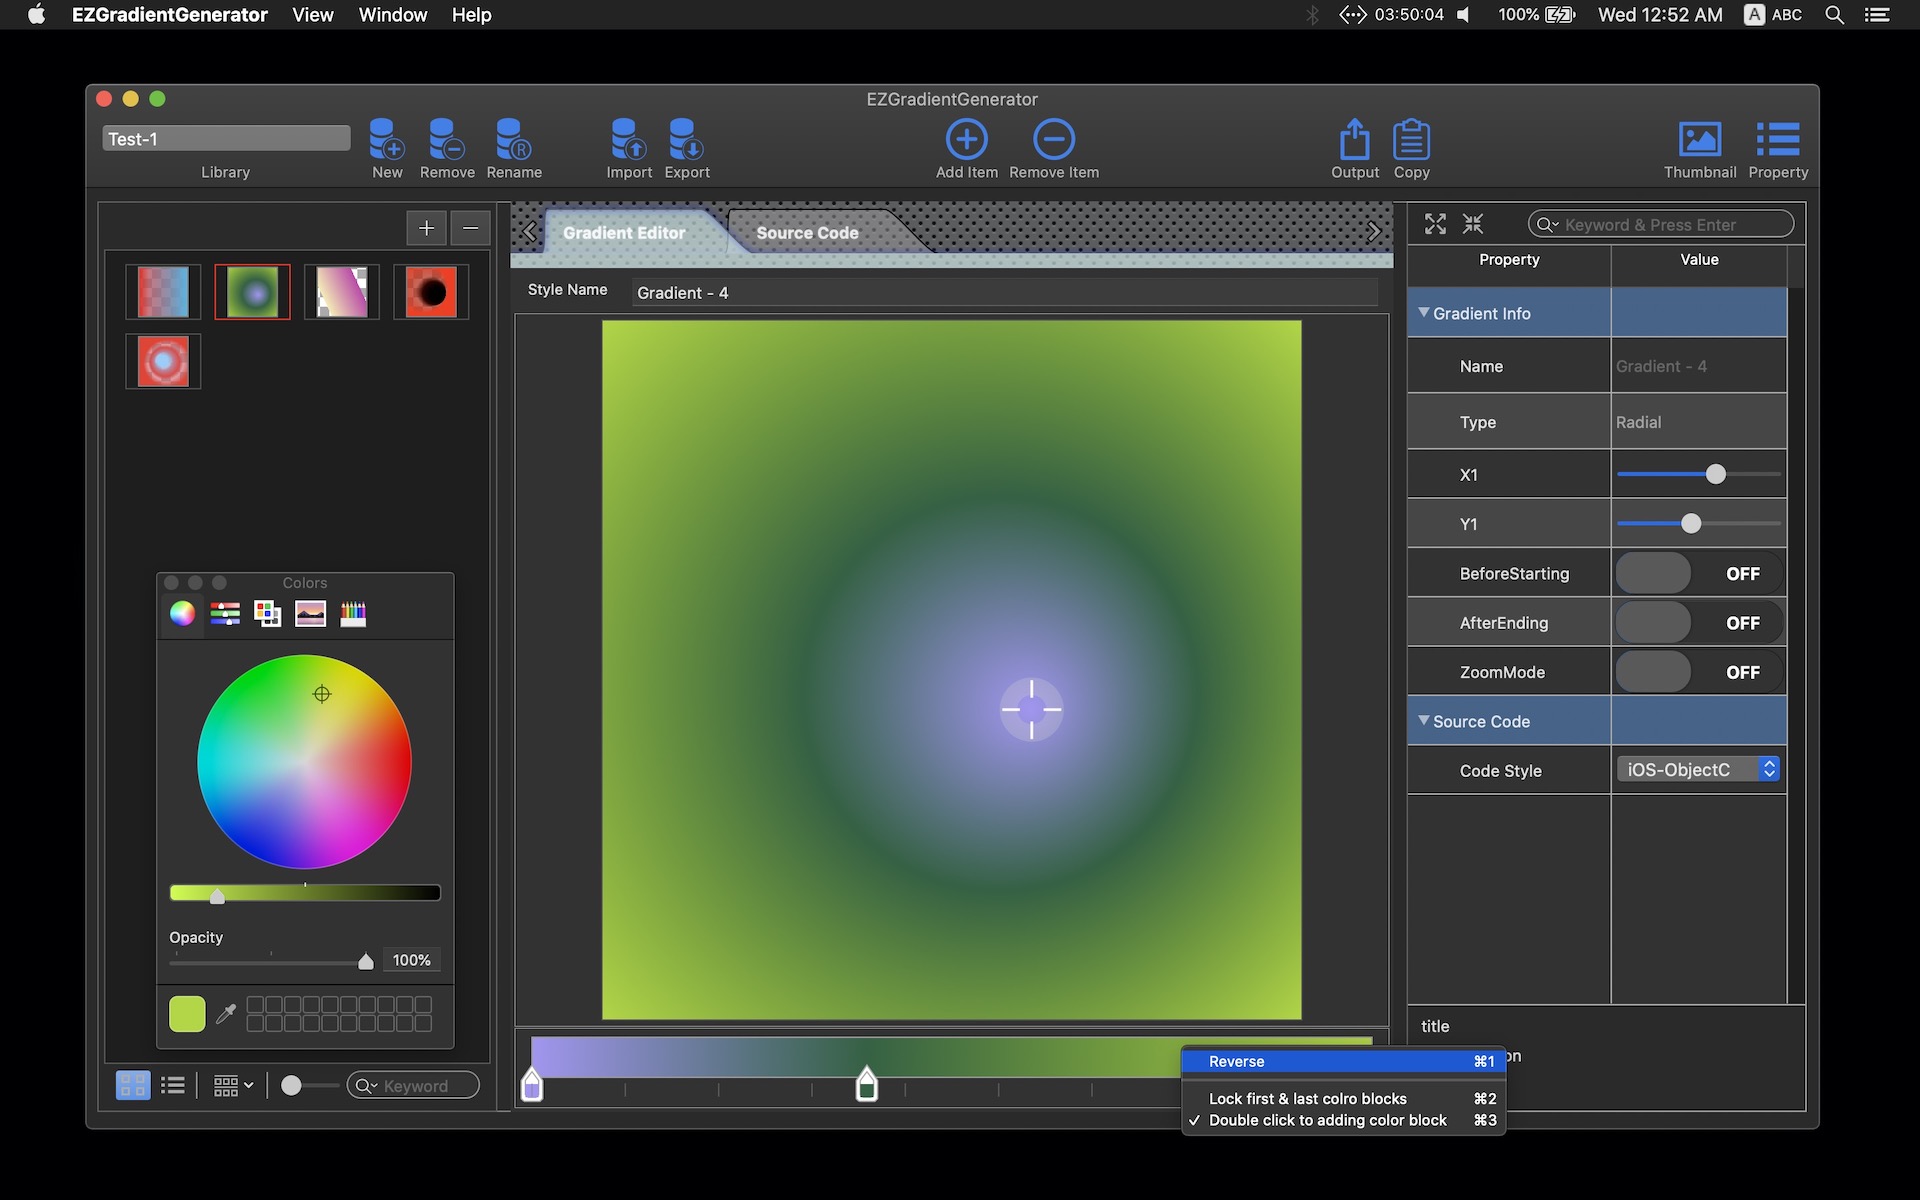 EZGradientGenerator View Window Help 03:50:04 100% Wed 12:52 AM A ABC
EZGradientGenerator
Test-1
Library New Remove Rename Import Export Add Item Remove Item Output Copy Thumbnail Property
Gradient Editor Source Code
Style Name Gradient - 4
Keyword & Press Enter
Property Value
Gradient Info
Name Gradient - 4
Type Radial
X1
Y1
BeforeStarting OFF
AfterEnding OFF
ZoomMode OFF
Source Code
Code Style iOS-ObjectC
Colors
Opacity
100%
Keyword
title
on
Reverse ⌘1
Lock first & last colro blocks ⌘2
✓ Double click to adding color block ⌘3